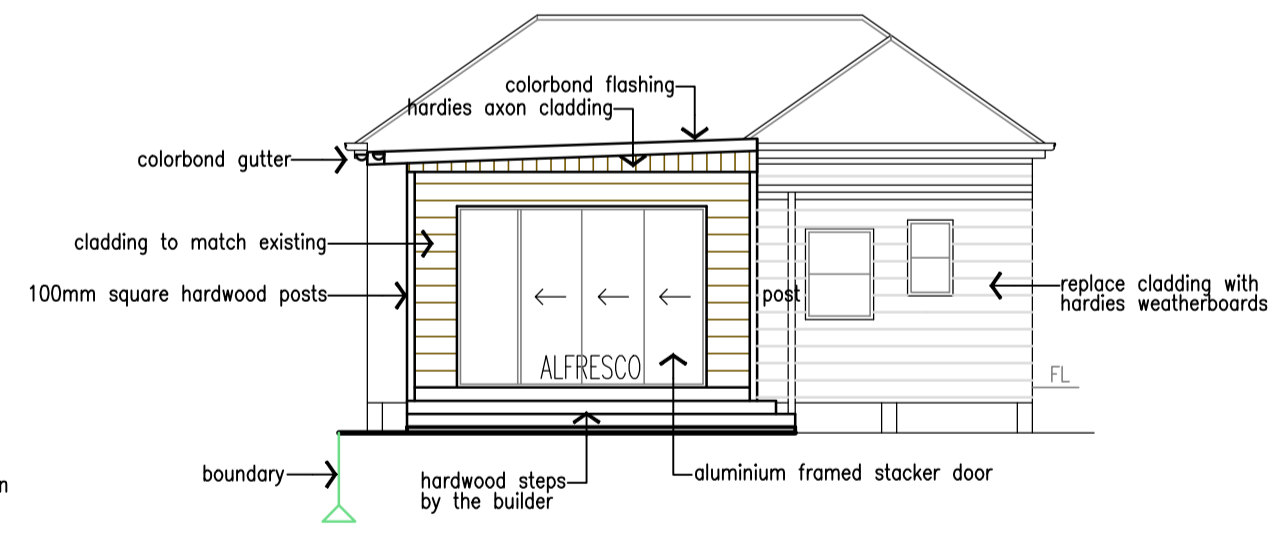 colorbond flashing
hardies axon cladding
colorbond gutter
cladding to match existing
100mm square hardwood posts
post
replace cladding with
hardies weatherboards
ALFRESCO
FL
boundary
hardwood steps
by the builder
aluminium framed stacker door
n